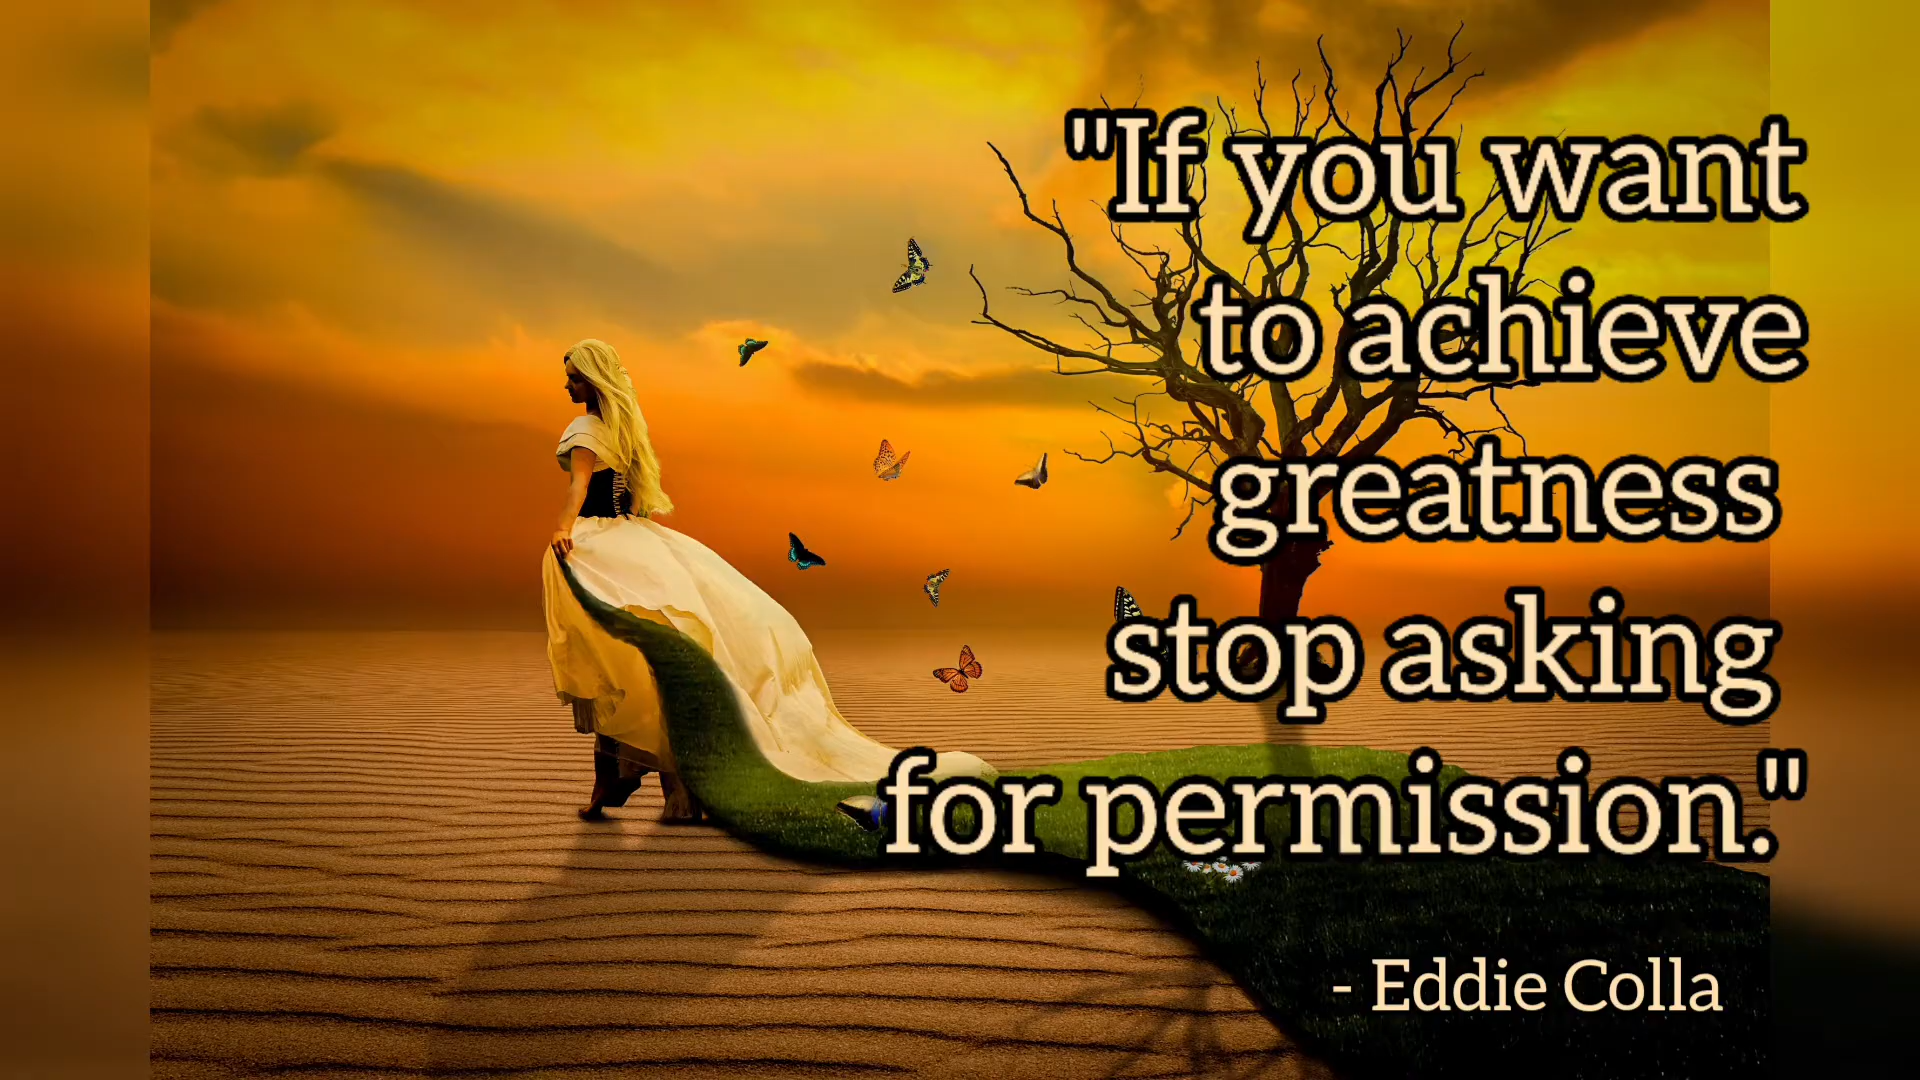 "If you want
to achieve
greatness
stop asking
for permission."
- Eddie Colla